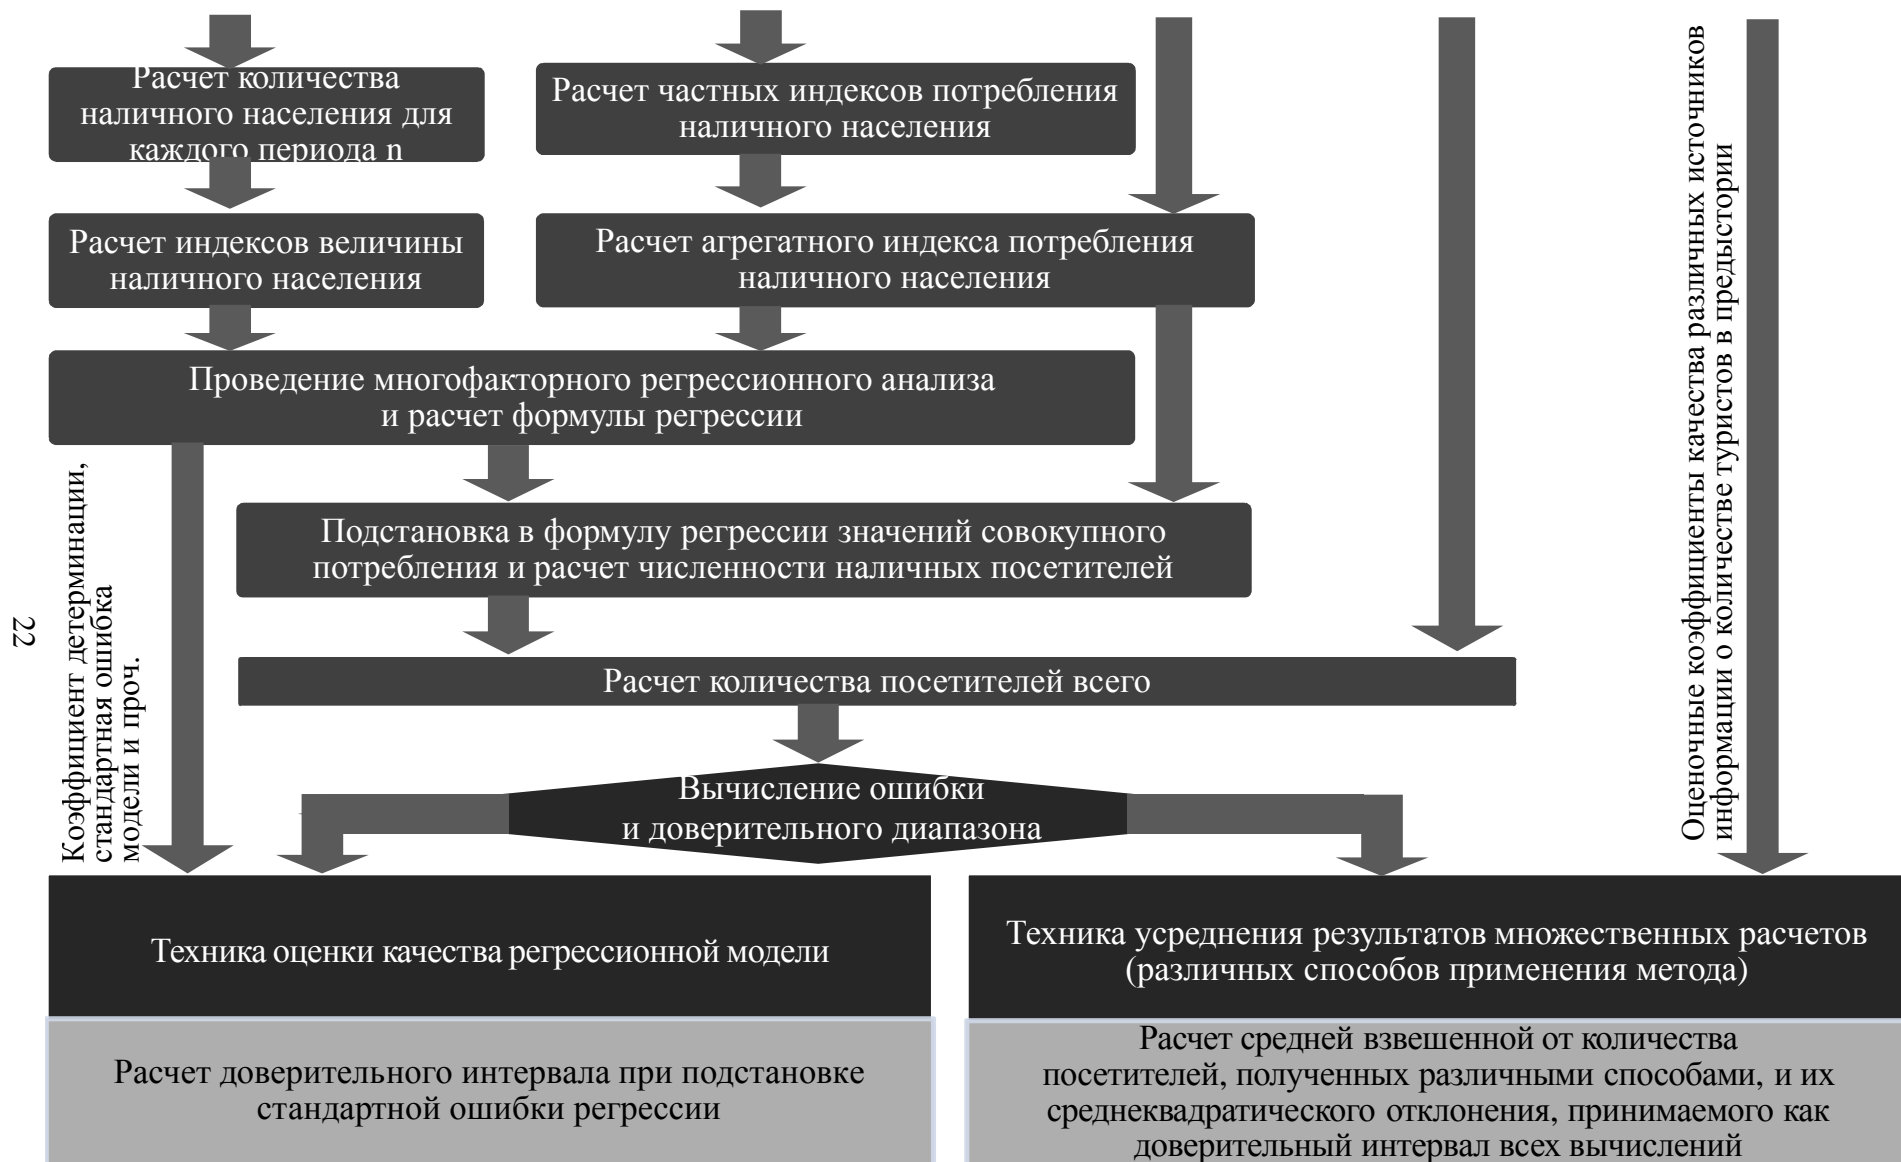 Расчет количества
наличного населения для
каждого периода n
Расчет частных индексов потребления
наличного населения
Расчет индексов величины
наличного населения
Расчет агрегатного индекса потребления
наличного населения
Проведение многофакторного регрессионного анализа
и расчет формулы регрессии
Подстановка в формулу регрессии значений совокупного
потребления и расчет численности наличных посетителей
Расчет количества посетителей всего
Вычисление ошибки
и доверительного диапазона
Коэффициент детерминации,
стандартная ошибка
модели и проч.
Оценочные коэффициенты качества различных источников
информации о количестве туристов в предыстории
Техника оценки качества регрессионной модели
Расчет доверительного интервала при подстановке
стандартной ошибки регрессии
Техника усреднения результатов множественных расчетов
(различных способов применения метода)
Расчет средней взвешенной от количества
посетителей, полученных различными способами, и их
среднеквадратического отклонения, принимаемого как
доверительный интервал всех вычислений
22